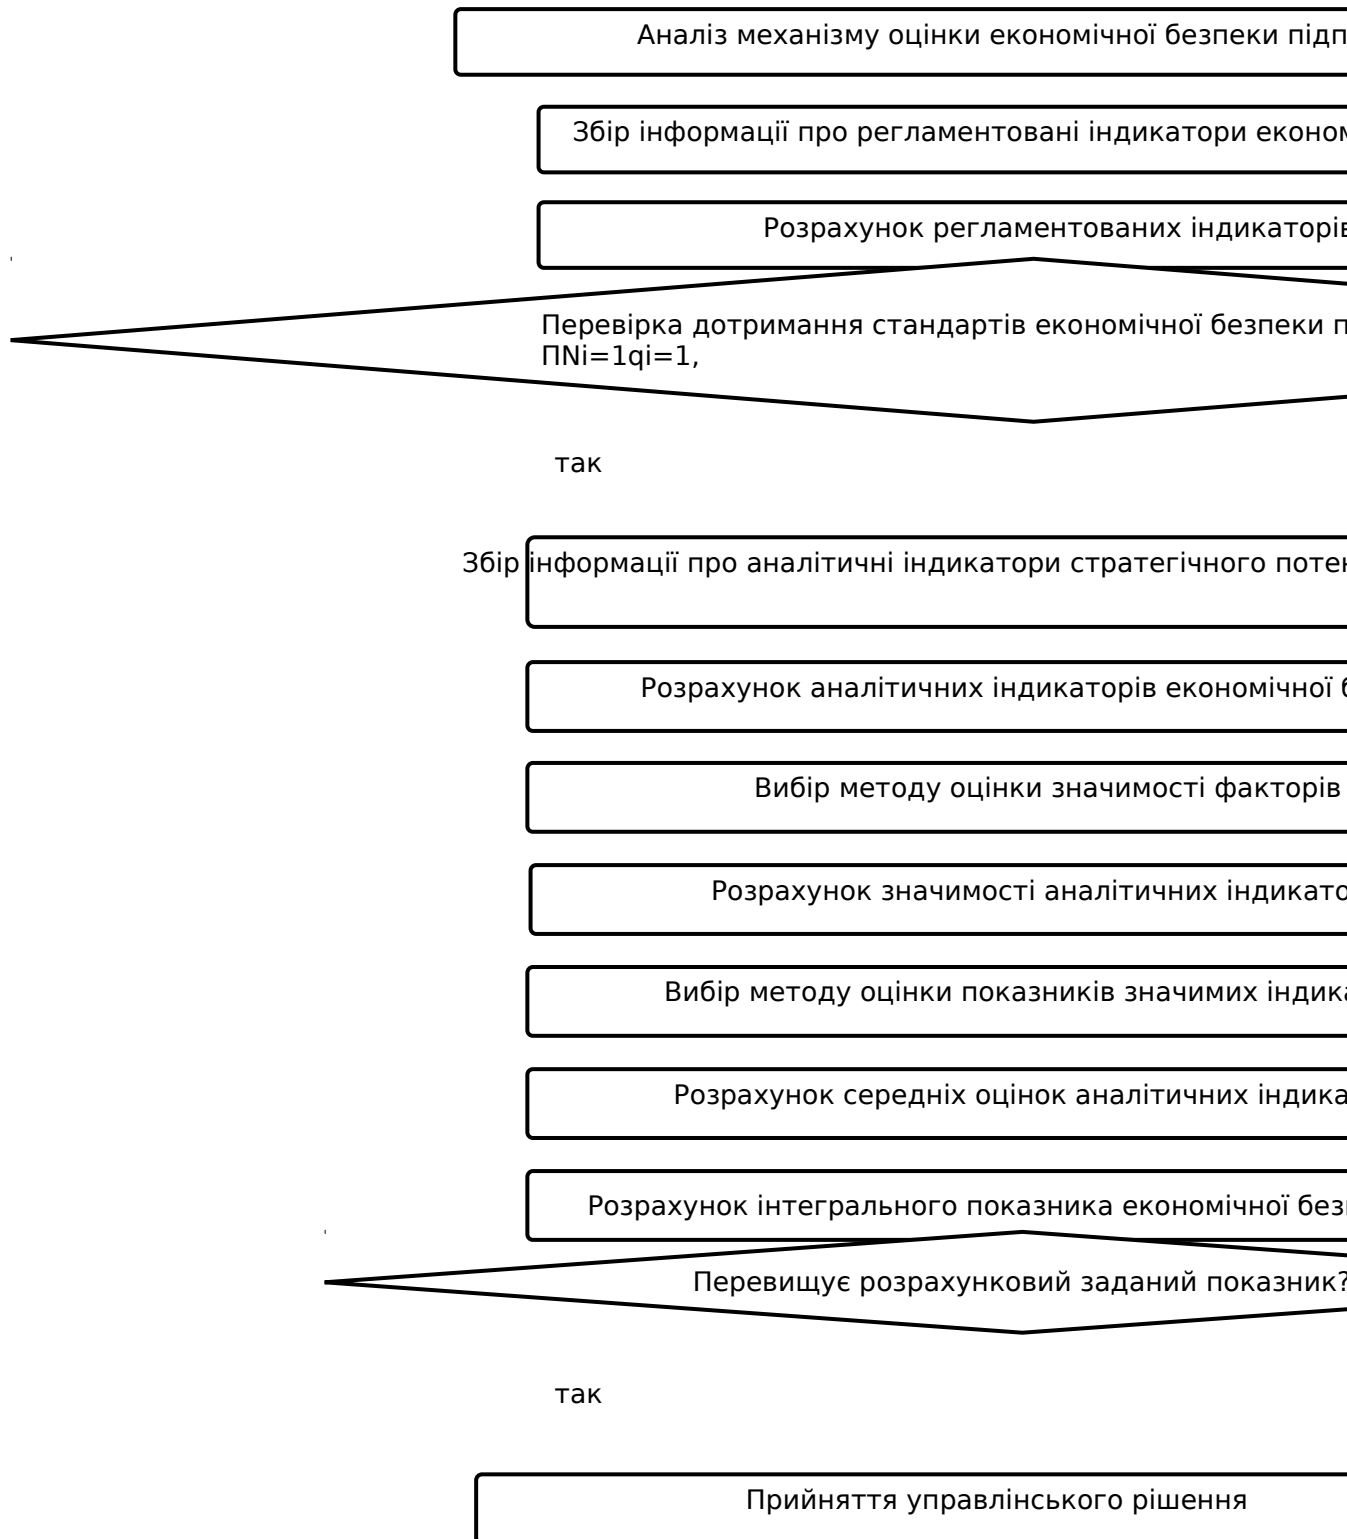 Аналіз механізму оцінки економічної безпеки підп
Збір інформації про регламентовані індикатори економ
Розрахунок регламентованих індикаторів
Перевірка дотримання стандартів економічної безпеки п
ПNi=1qi=1,
так
Збір інформації про аналітичні індикатори стратегічного потен
Розрахунок аналітичних індикаторів економічної б
Вибір методу оцінки значимості факторів
Розрахунок значимості аналітичних індикато
Вибір методу оцінки показників значимих індика
Розрахунок середніх оцінок аналітичних індика
Розрахунок інтегрального показника економічної безп
Перевищує розрахунковий заданий показник?
так
Прийняття управлінського рішення